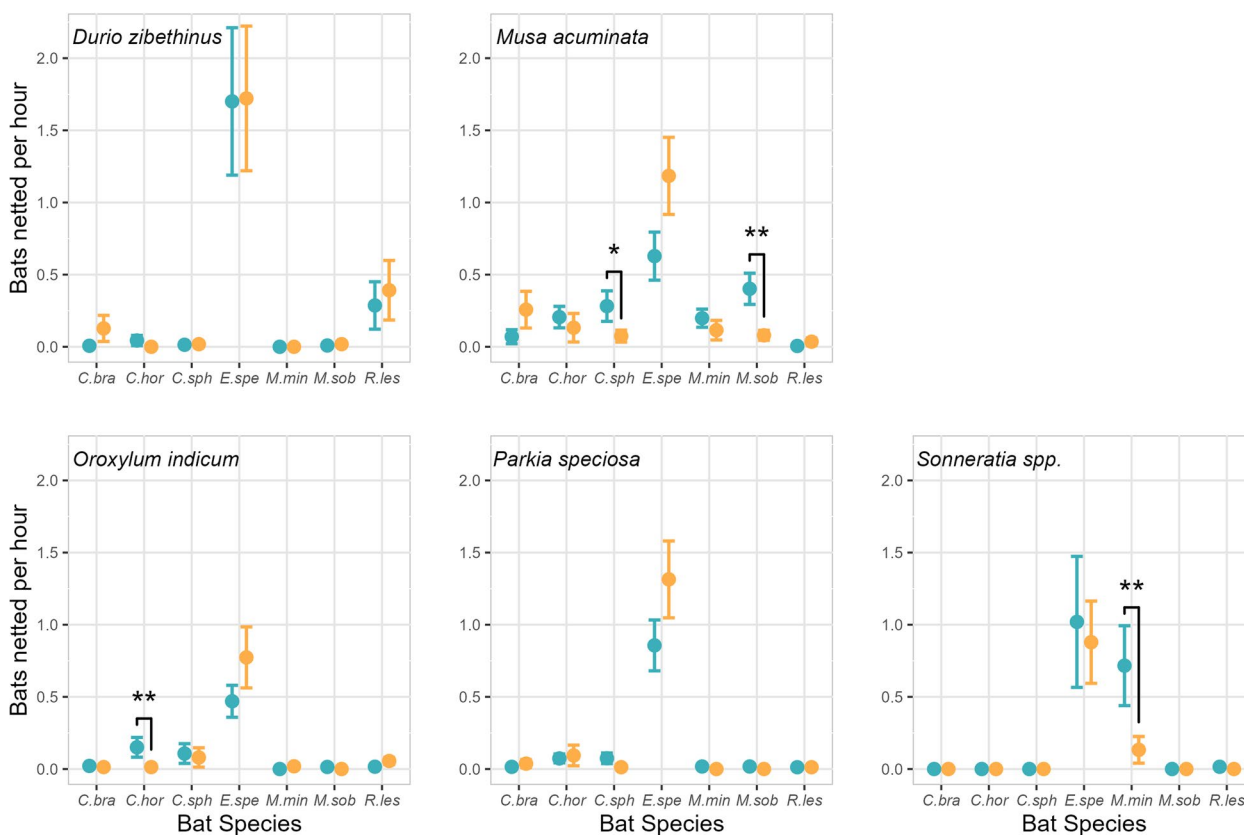 Durio zibethinus
Bats netted per hour
2.0
1.5
1.0
0.5
0.0
C.bra C.hor C.sph E.spe M.min M.sob R.les
Musa acuminata
2.0
1.5
1.0
0.5
0.0
*
**
C.bra C.hor C.sph E.spe M.min M.sob R.les
Oroxylum indicum
Bats netted per hour
2.0
1.5
1.0
0.5
0.0
**
C.bra C.hor C.sph E.spe M.min M.sob R.les
Bat Species
Parkia speciosa
2.0
1.5
1.0
0.5
0.0
C.bra C.hor C.sph E.spe M.min M.sob R.les
Bat Species
Sonneratia spp.
2.0
1.5
1.0
0.5
0.0
**
C.bra C.hor C.sph E.spe M.min M.sob R.les
Bat Species